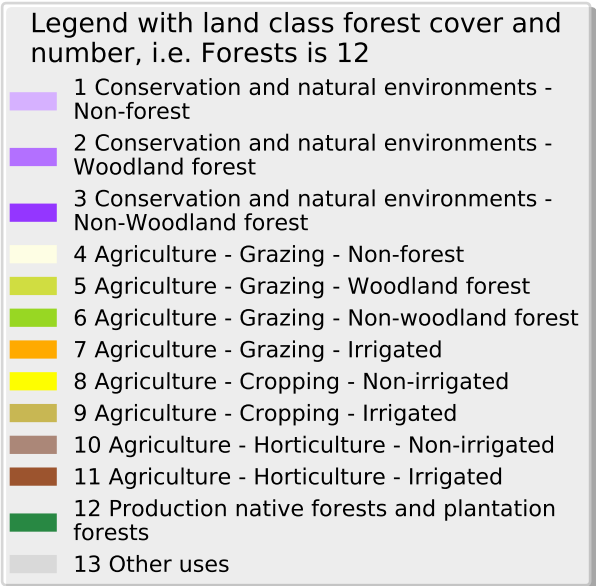 Legend with land class forest cover and
number, i.e. Forests is 12
1 Conservation and natural environments -
Non-forest
2 Conservation and natural environments -
Woodland forest
3 Conservation and natural environments -
Non-Woodland forest
4 Agriculture - Grazing - Non-forest
5 Agriculture - Grazing - Woodland forest
6 Agriculture - Grazing - Non-woodland forest
7 Agriculture - Grazing - Irrigated
8 Agriculture - Cropping - Non-irrigated
9 Agriculture - Cropping - Irrigated
10 Agriculture - Horticulture - Non-irrigated
11 Agriculture - Horticulture - Irrigated
12 Production native forests and plantation
forests
13 Other uses